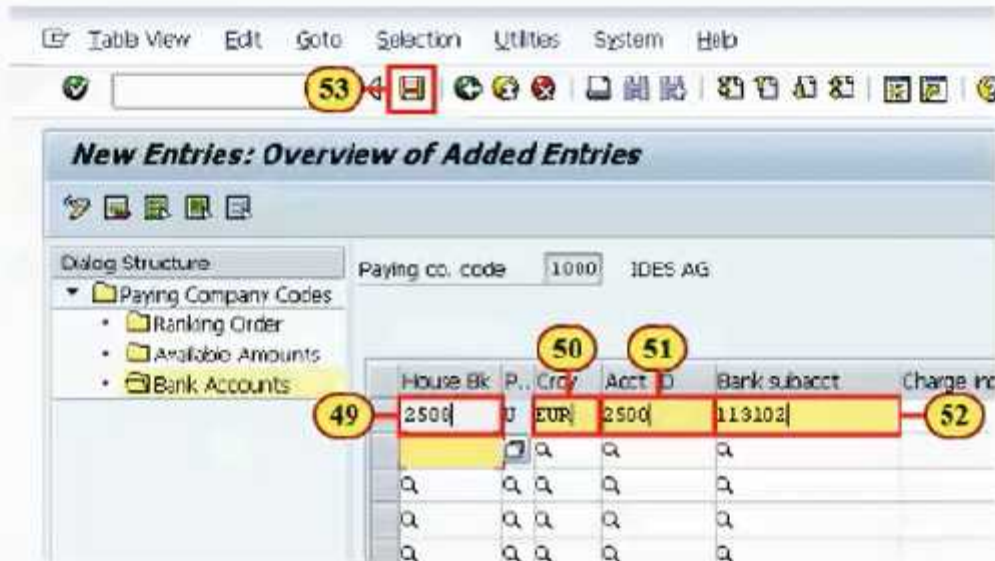 Table View Edit Goto Selection Utilities System Help
53
New Entries: Overview of Added Entries
Dialog Structure
Paying co. code 1000 IDES AG
Paying Company Codes
Ranking Order
Available Amounts
Bank Accounts
50 51
House Bk P.. Crcy Acct ID Bank subacct Charge ind
49 2500 U EUR 2500 113102 52